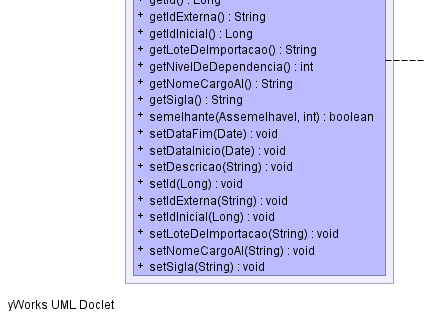 + getId() : Long
+ getIdExterna() : String
+ getIdInicial() : Long
+ getLoteDeImportacao() : String
+ getNivelDeDependencia() : int
+ getNomeCargoAI() : String
+ getSigla() : String
+ semelhante(Assemelhavel, int) : boolean
+ setDataFim(Date) : void
+ setDataInicio(Date) : void
+ setDescricao(String) : void
+ setId(Long) : void
+ setIdExterna(String) : void
+ setIdInicial(Long) : void
+ setLoteDeImportacao(String) : void
+ setNomeCargoAI(String) : void
+ setSigla(String) : void
yWorks UML Doclet